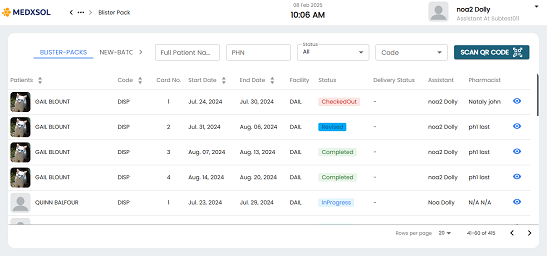 MEDXSOL
Blister Pack
08 Feb 2025
10:06 AM
noa2 Dolly
Assistant At Subtest011
BLISTER-PACKS
NEW-BATC
Full Patient No...
PHN
Status
All
Code
SCAN QR CODE
Patients Code Card No. Start Date End Date Facility Status Delivery Status Assistant Pharmacist
GAIL BLOUNT DISP 1 Jul. 24, 2024 Jul. 30, 2024 DAIL CheckedOut - noa2 Dolly Nataly john
GAIL BLOUNT DISP 2 Jul. 31, 2024 Aug. 06, 2024 DAIL Revised - noa2 Dolly ph1 last
GAIL BLOUNT DISP 3 Aug. 07, 2024 Aug. 13, 2024 DAIL Completed - noa2 Dolly ph1 last
GAIL BLOUNT DISP 4 Aug. 14, 2024 Aug. 20, 2024 DAIL Completed - noa2 Dolly ph1 last
QUINN BALFOUR DISP 1 Jul. 23, 2024 Jul. 29, 2024 DAIL InProgress - Noa Dolly N/A N/A
Rows per page 20 41-60 of 415